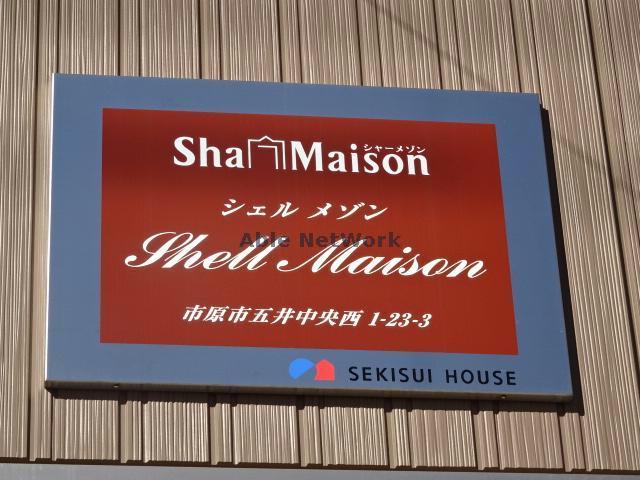 シャーメゾン
Sha Maison
シェル メゾン
Shell Maison
Able NetWork
市原市五井中央西 1-23-3
SEKISUI HOUSE